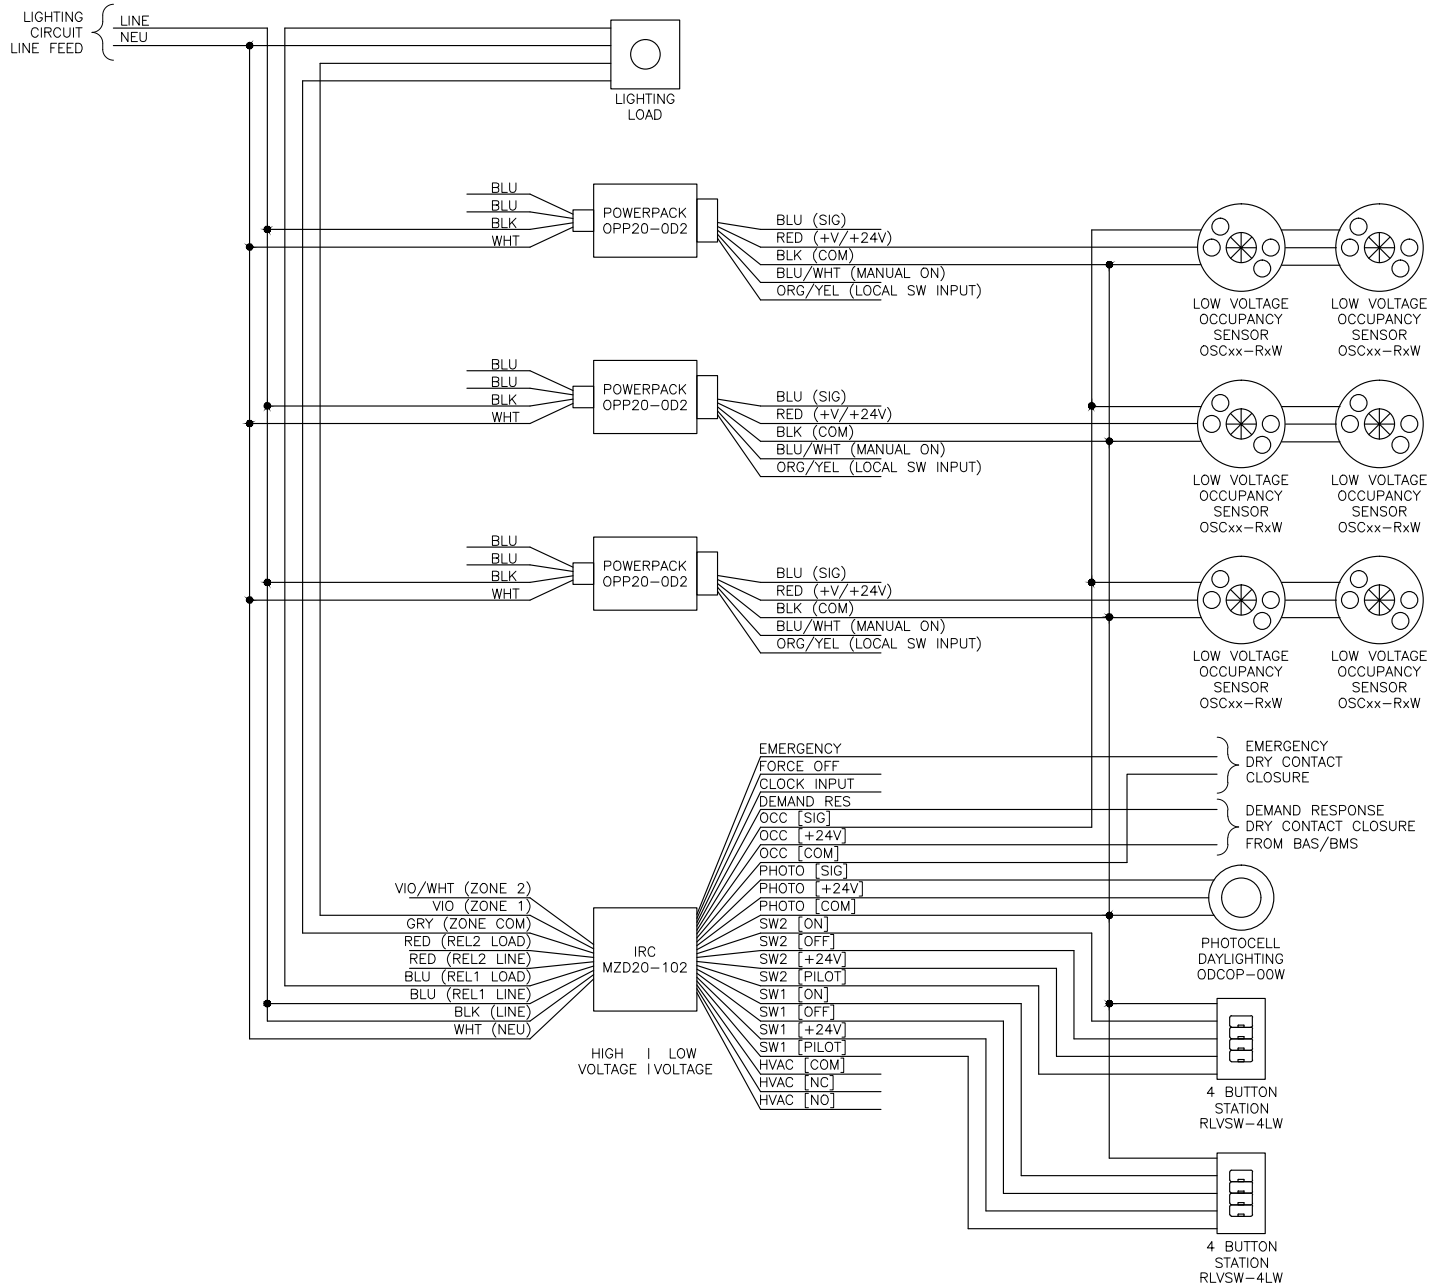 LIGHTING
CIRCUIT
LINE FEED
LINE
NEU
LIGHTING
LOAD
BLU
BLU
BLK
WHT
POWERPACK
OPP20-0D2
BLU (SIG)
RED (+V/+24V)
BLK (COM)
BLU/WHT (MANUAL ON)
ORG/YEL (LOCAL SW INPUT)
LOW VOLTAGE
OCCUPANCY
SENSOR
OSCxx-RxW
LOW VOLTAGE
OCCUPANCY
SENSOR
OSCxx-RxW
BLU
BLU
BLK
WHT
POWERPACK
OPP20-0D2
BLU (SIG)
RED (+V/+24V)
BLK (COM)
BLU/WHT (MANUAL ON)
ORG/YEL (LOCAL SW INPUT)
LOW VOLTAGE
OCCUPANCY
SENSOR
OSCxx-RxW
LOW VOLTAGE
OCCUPANCY
SENSOR
OSCxx-RxW
BLU
BLU
BLK
WHT
POWERPACK
OPP20-0D2
BLU (SIG)
RED (+V/+24V)
BLK (COM)
BLU/WHT (MANUAL ON)
ORG/YEL (LOCAL SW INPUT)
LOW VOLTAGE
OCCUPANCY
SENSOR
OSCxx-RxW
LOW VOLTAGE
OCCUPANCY
SENSOR
OSCxx-RxW
VIO/WHT (ZONE 2)
VIO (ZONE 1)
GRY (ZONE COM)
RED (REL2 LOAD)
RED (REL2 LINE)
BLU (REL1 LOAD)
BLU (REL1 LINE)
BLK (LINE)
WHT (NEU)
IRC
MZD20-102
HIGH | LOW
VOLTAGE | VOLTAGE
EMERGENCY
FORCE OFF
CLOCK INPUT
DEMAND RES
OCC [SIG]
OCC [+24V]
OCC [COM]
PHOTO [SIG]
PHOTO [+24V]
PHOTO [COM]
SW2 [ON]
SW2 [OFF]
SW2 [+24V]
SW2 [PILOT]
SW1 [ON]
SW1 [OFF]
SW1 [+24V]
SW1 [PILOT]
HVAC [COM]
HVAC [NC]
HVAC [NO]
EMERGENCY
DRY CONTACT
CLOSURE
DEMAND RESPONSE
DRY CONTACT CLOSURE
FROM BAS/BMS
PHOTOCELL
DAYLIGHTING
ODCOP-00W
4 BUTTON
STATION
RLVSW-4LW
4 BUTTON
STATION
RLVSW-4LW